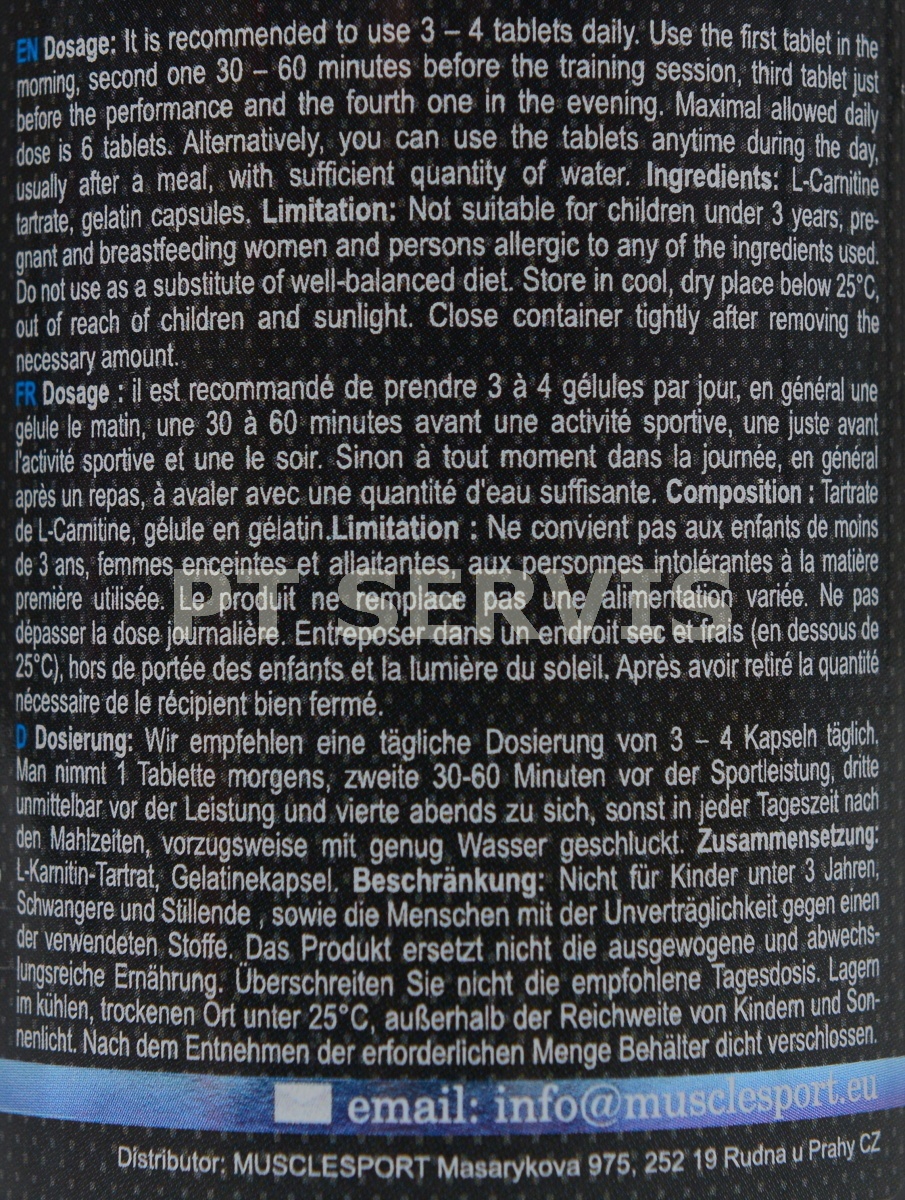 EN Dosage: It is recommended to use 3 – 4 tablets daily. Use the first tablet in the
morning, second one 30 – 60 minutes before the training session, third tablet just
before the performance and the fourth one in the evening. Maximal allowed daily
dose is 6 tablets. Alternatively, you can use the tablets anytime during the day,
usually after a meal, with sufficient quantity of water. Ingredients: L-Carnitine
tartrate, gelatin capsules. Limitation: Not suitable for children under 3 years, pre-
gnant and breastfeeding women and persons allergic to any of the ingredients used.
Do not use as a substitute of well-balanced diet. Store in cool, dry place below 25°C,
out of reach of children and sunlight. Close container tightly after removing the
necessary amount.
FR Dosage : il est recommandé de prendre 3 à 4 gélules par jour, en général une
gélule le matin, une 30 à 60 minutes avant une activité sportive, une juste avant
l'activité sportive et une le soir. Sinon à tout moment dans la journée, en général
après un repas, à avaler avec une quantité d'eau suffisante. Composition : Tartrate
de L-Carnitine, gélule en gélatin.Limitation : Ne convient pas aux enfants de moins
de 3 ans, femmes enceintes et allaitantes, aux personnes intolérantes à la matière
première utilisée. Le produit ne remplace pas une alimentation variée. Ne pas
dépasser la dose journalière. Entreposer dans un endroit sec et frais (en dessous de
25°C), hors de portée des enfants et la lumière du soleil. Après avoir retiré la quantité
nécessaire de le récipient bien fermé.
D Dosierung: Wir empfehlen eine tägliche Dosierung von 3 – 4 Kapseln täglich.
Man nimmt 1 Tablette morgens, zweite 30-60 Minuten vor der Sportleistung, dritte
unmittelbar vor der Leistung und vierte abends zu sich, sonst in jeder Tageszeit nach
den Mahlzeiten, vorzugsweise mit genug Wasser geschluckt. Zusammensetzung:
L-Karnitin-Tartrat, Gelatinekapsel. Beschränkung: Nicht für Kinder unter 3 Jahren,
Schwangere und Stillende , sowie die Menschen mit der Unverträglichkeit gegen einen
der verwendeten Stoffe. Das Produkt ersetzt nicht die ausgewogene und abwechs-
lungsreiche Ernährung. Überschreiten Sie nicht die empfohlene Tagesdosis. Lagern
im kühlen, trockenen Ort unter 25°C, außerhalb der Reichweite von Kindern und Son-
nenlicht. Nach dem Entnehmen der erforderlichen Menge Behälter dicht verschlossen.
email: info@musclesport.eu
Distributor: MUSCLESPORT Masarykova 975, 252 19 Rudna u Prahy CZ
PT SERVIS